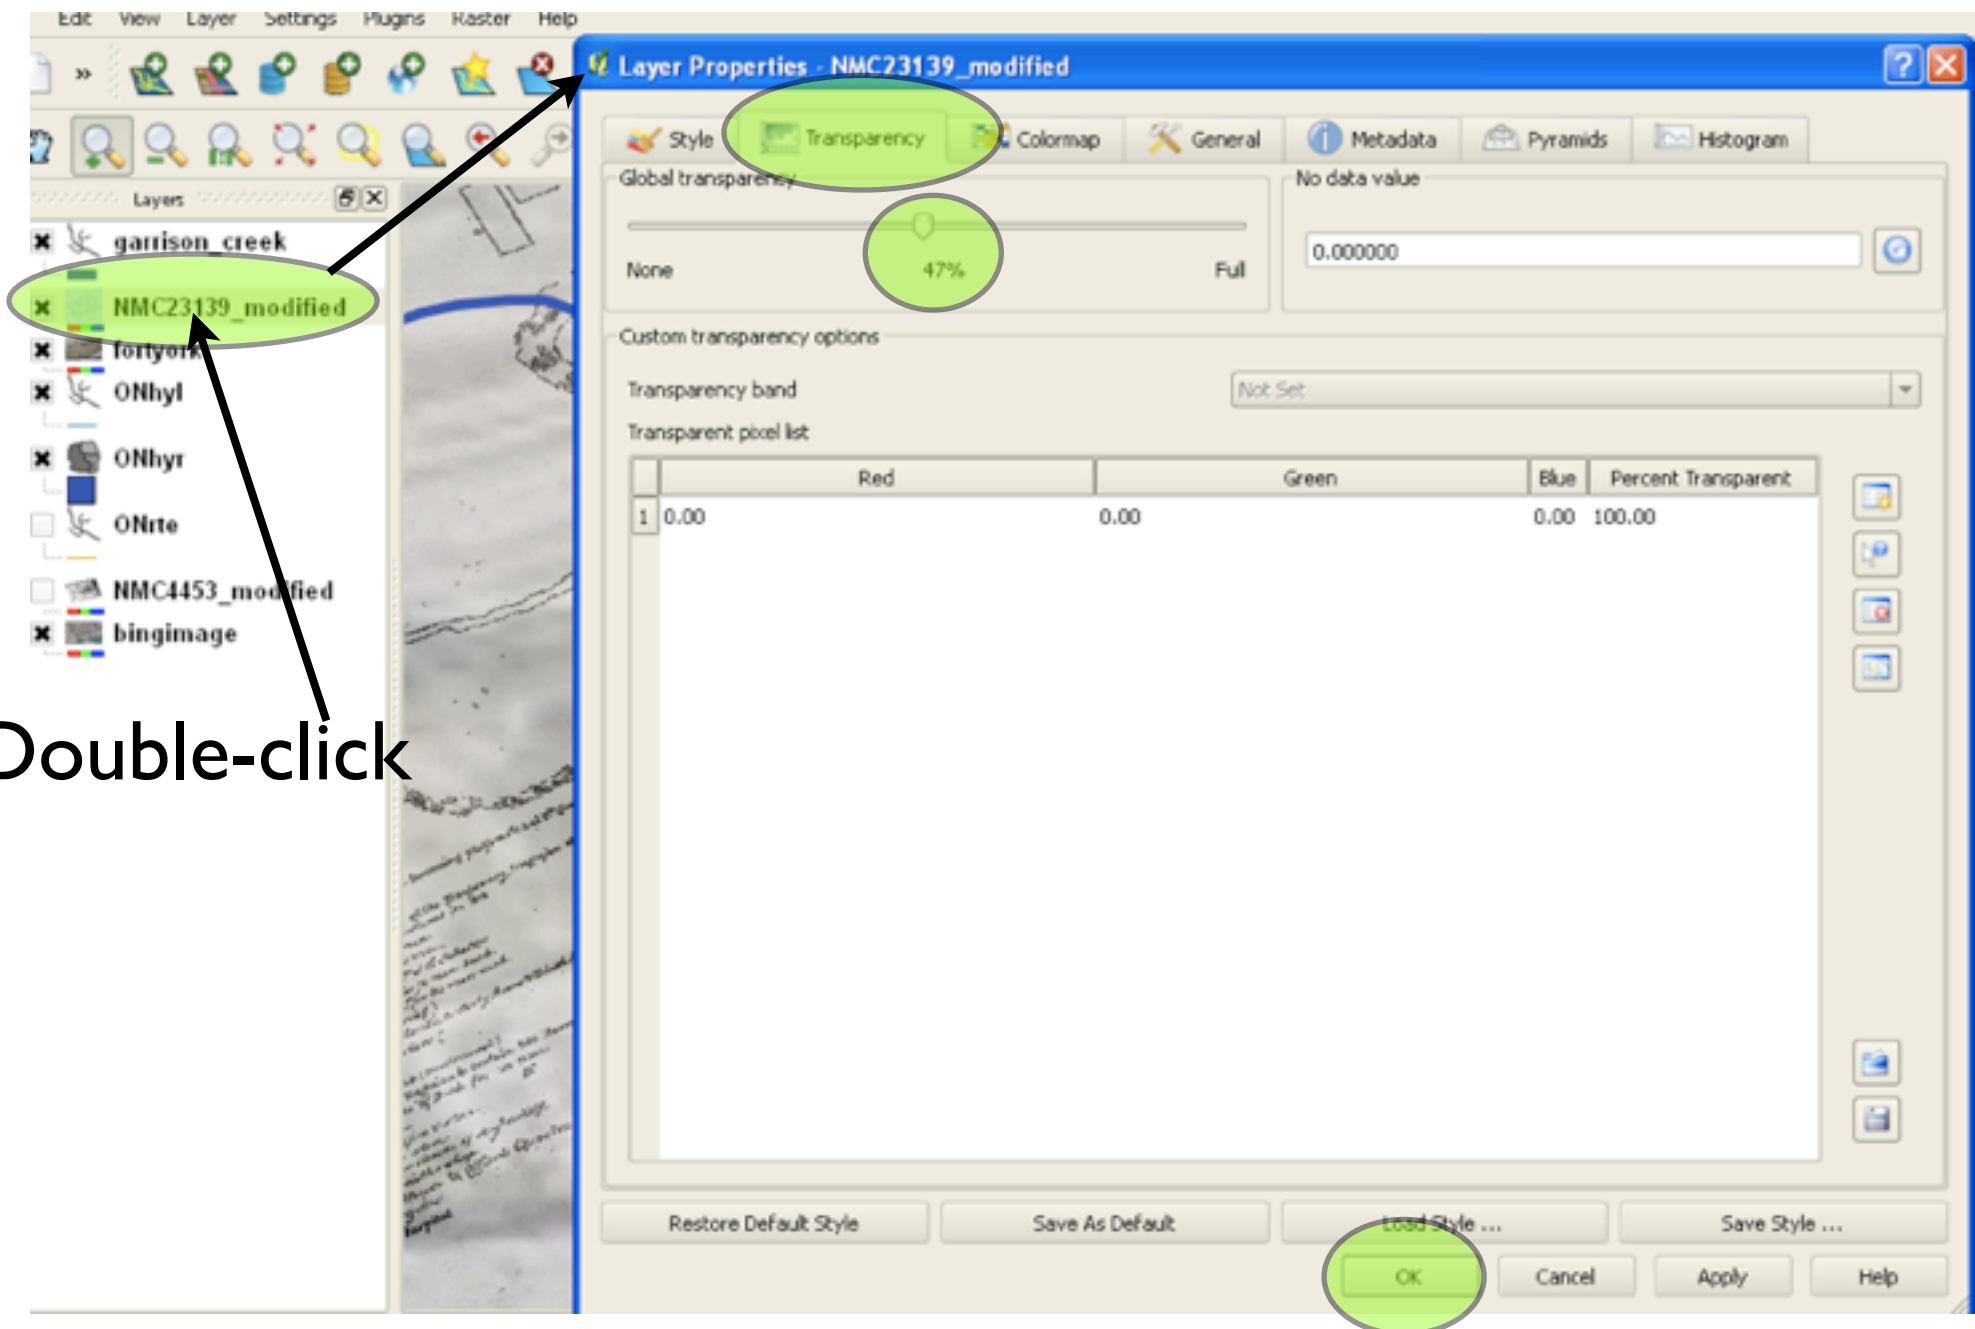 Edit View Layer Settings Plugins Raster Help
»
Layer Properties - NMC23139_modified
Style Transparency Colormap General Metadata Pyramids Histogram
Layers
garrison_creek
NMC23139_modified
fortyork
ONhyl
ONhyr
ONrte
NMC4453_modified
bingimage
Double-click
Global transparency
None 47% Full
No data value
0.000000
Custom transparency options
Transparency band Not Set
Transparent pixel list
Red Green Blue Percent Transparent
1 0.00 0.00 0.00 100.00
Restore Default Style Save As Default Load Style ... Save Style ...
OK Cancel Apply Help